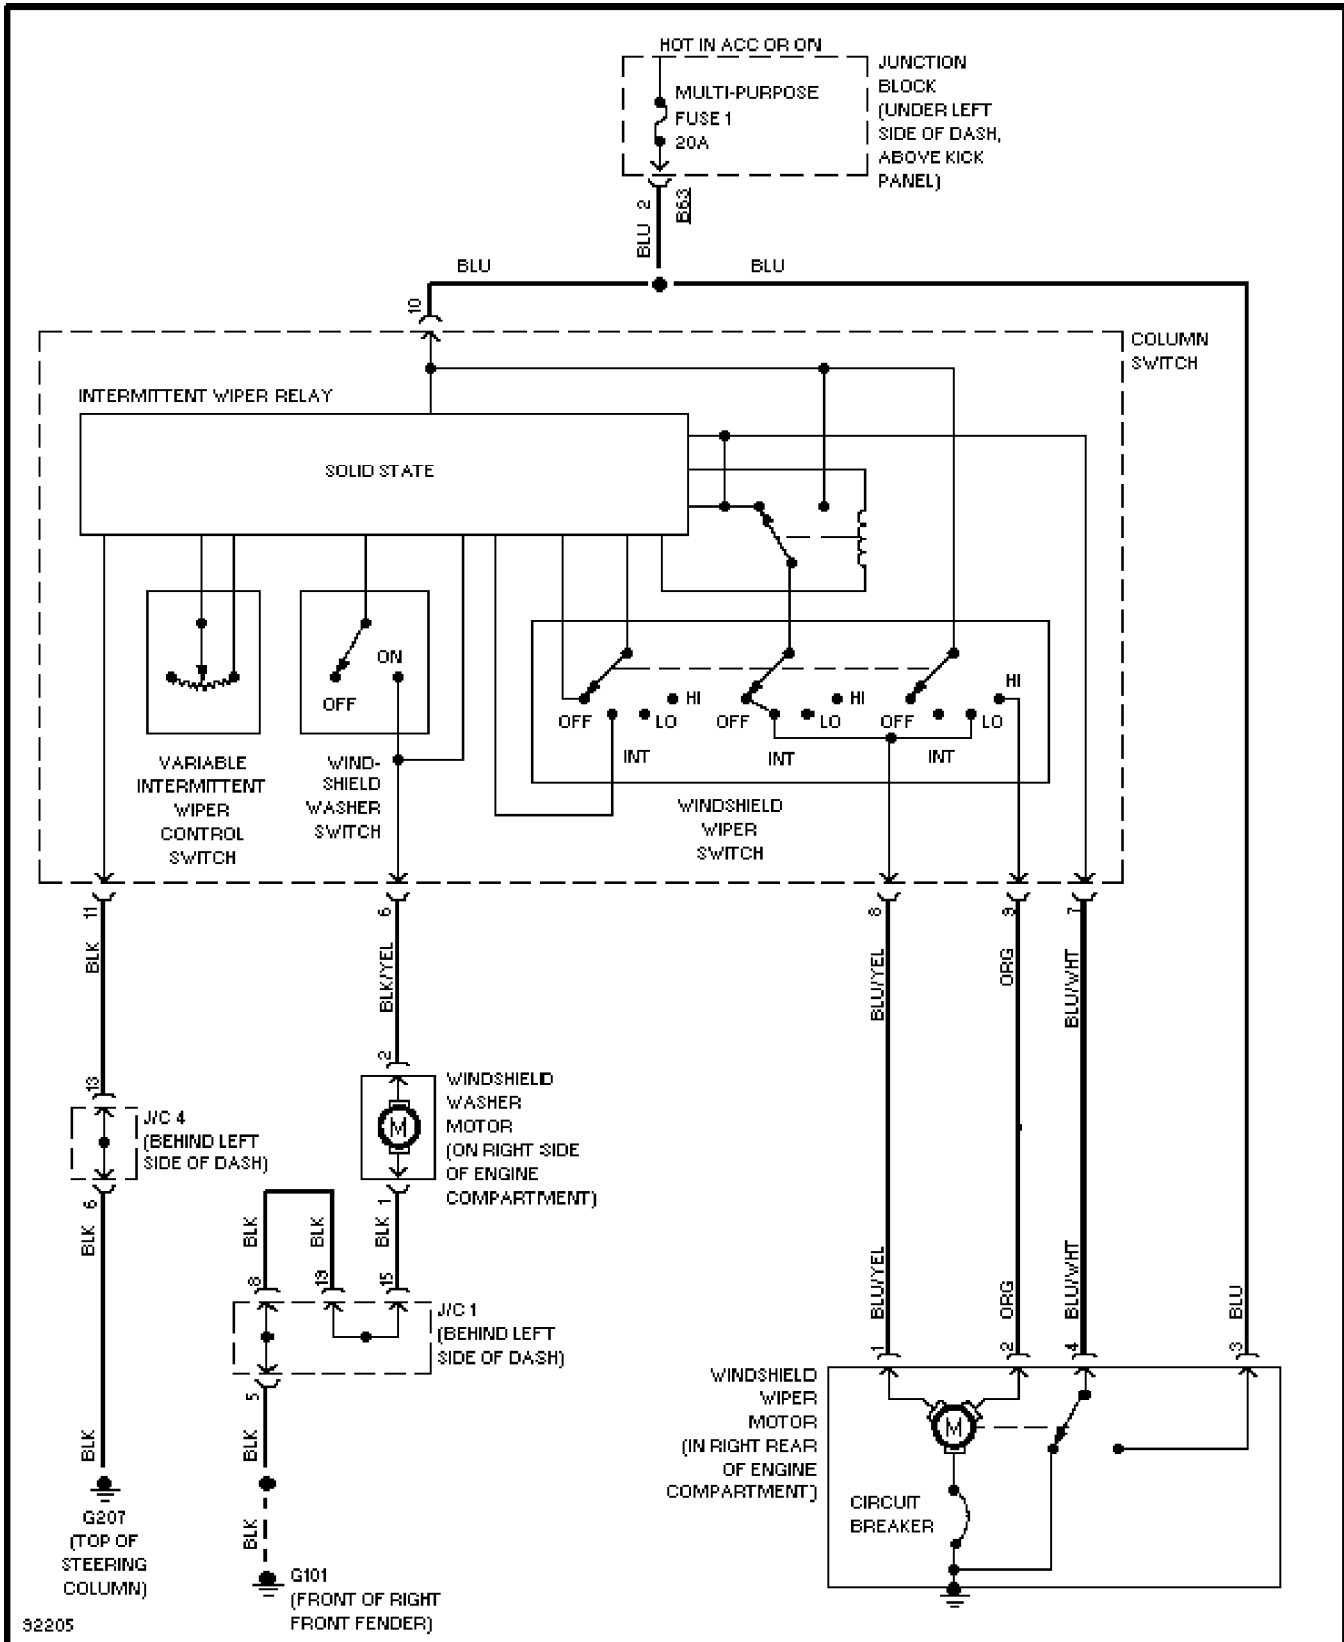 HOT IN ACC OR ON
JUNCTION
BLOCK
(UNDER LEFT
SIDE OF DASH,
ABOVE KICK
PANEL)
MULTI-PURPOSE
FUSE 1
20A
2
B63
BLU
BLU
BLU
10
COLUMN
SWITCH
INTERMITTENT WIPER RELAY
SOLID STATE
ON
OFF
HI
LO
OFF
INT
HI
LO
OFF
INT
HI
LO
OFF
INT
VARIABLE
INTERMITTENT
WIPER
CONTROL
SWITCH
WIND-
SHIELD
WASHER
SWITCH
WINDSHIELD
WIPER
SWITCH
11
6
8
9
7
BLK
BLK/YEL
BLU/YEL
ORG
BLU/WHT
13
2
J/C 4
(BEHIND LEFT
SIDE OF DASH)
WINDSHIELD
WASHER
MOTOR
(ON RIGHT SIDE
OF ENGINE
COMPARTMENT)
M
6
1
BLK
BLK
BLK
BLK
8
13
15
J/C 1
(BEHIND LEFT
SIDE OF DASH)
5
BLU/YEL
ORG
BLU/WHT
BLU
1
2
4
3
WINDSHIELD
WIPER
MOTOR
(IN RIGHT REAR
OF ENGINE
COMPARTMENT)
M
CIRCUIT
BREAKER
BLK
BLK
BLK
G207
(TOP OF
STEERING
COLUMN)
G101
(FRONT OF RIGHT
FRONT FENDER)
92205